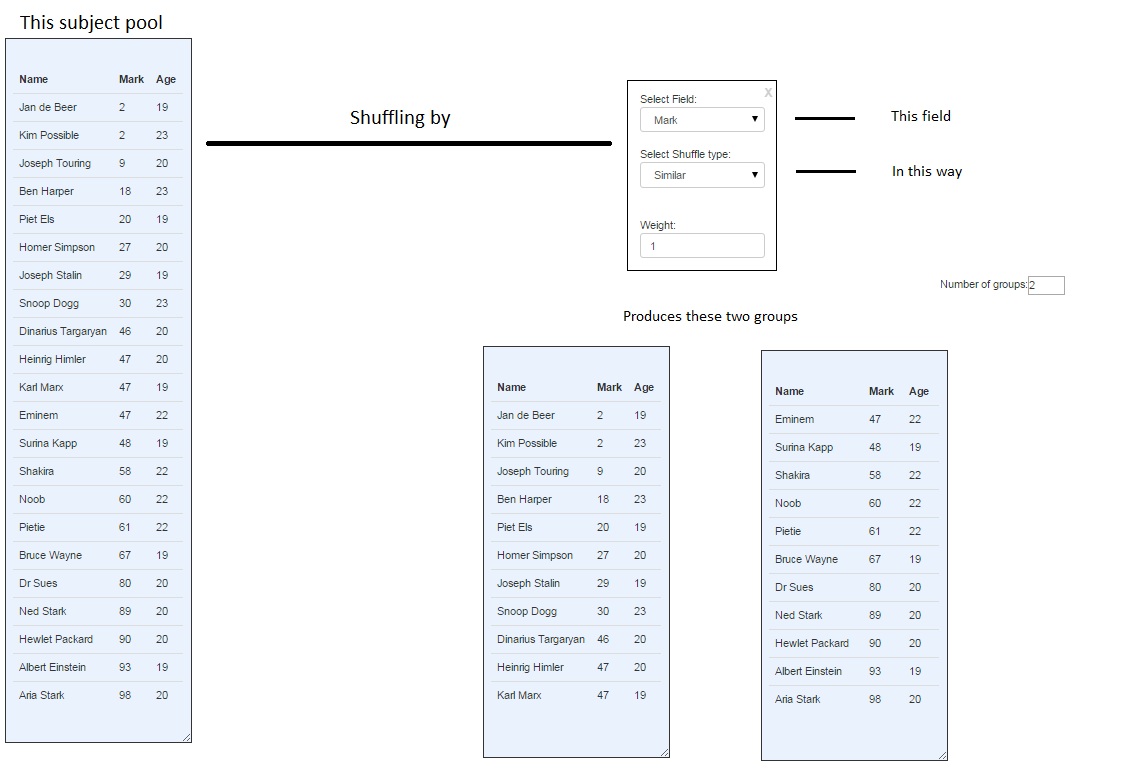 This subject pool
Name Mark Age
Jan de Beer 2 19
Kim Possible 2 23
Joseph Touring 9 20
Ben Harper 18 23
Piet Els 20 19
Homer Simpson 27 20
Joseph Stalin 29 19
Snoop Dogg 30 23
Dinarius Targaryan 46 20
Heinrig Himler 47 20
Karl Marx 47 19
Eminem 47 22
Surina Kapp 48 19
Shakira 58 22
Noob 60 22
Pietie 61 22
Bruce Wayne 67 19
Dr Sues 80 20
Ned Stark 89 20
Hewlet Packard 90 20
Albert Einstein 93 19
Aria Stark 98 20
Shuffling by
X
Select Field:
Mark
Select Shuffle type:
Similar
Weight:
1
This field
In this way
Number of groups:2
Produces these two groups
Name Mark Age
Jan de Beer 2 19
Kim Possible 2 23
Joseph Touring 9 20
Ben Harper 18 23
Piet Els 20 19
Homer Simpson 27 20
Joseph Stalin 29 19
Snoop Dogg 30 23
Dinarius Targaryan 46 20
Heinrig Himler 47 20
Karl Marx 47 19
Name Mark Age
Eminem 47 22
Surina Kapp 48 19
Shakira 58 22
Noob 60 22
Pietie 61 22
Bruce Wayne 67 19
Dr Sues 80 20
Ned Stark 89 20
Hewlet Packard 90 20
Albert Einstein 93 19
Aria Stark 98 20